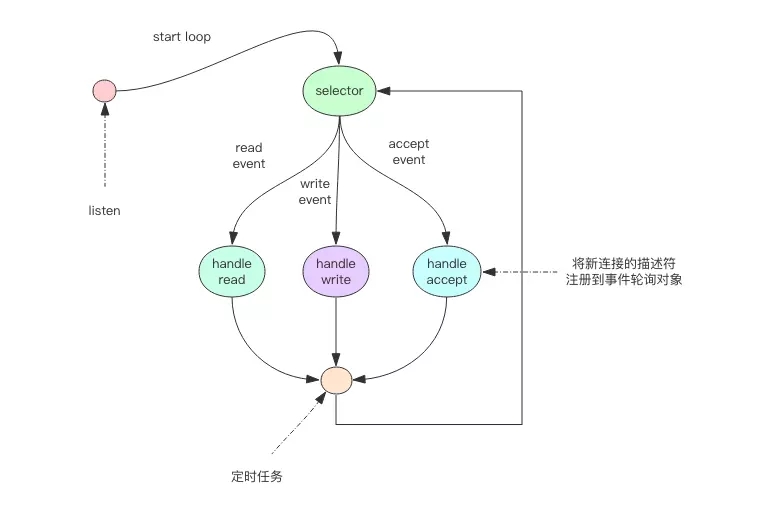 start loop
selector
read
event
write
event
accept
event
listen
handle
read
handle
write
handle
accept
将新连接的描述符
注册到事件轮询对象
定时任务